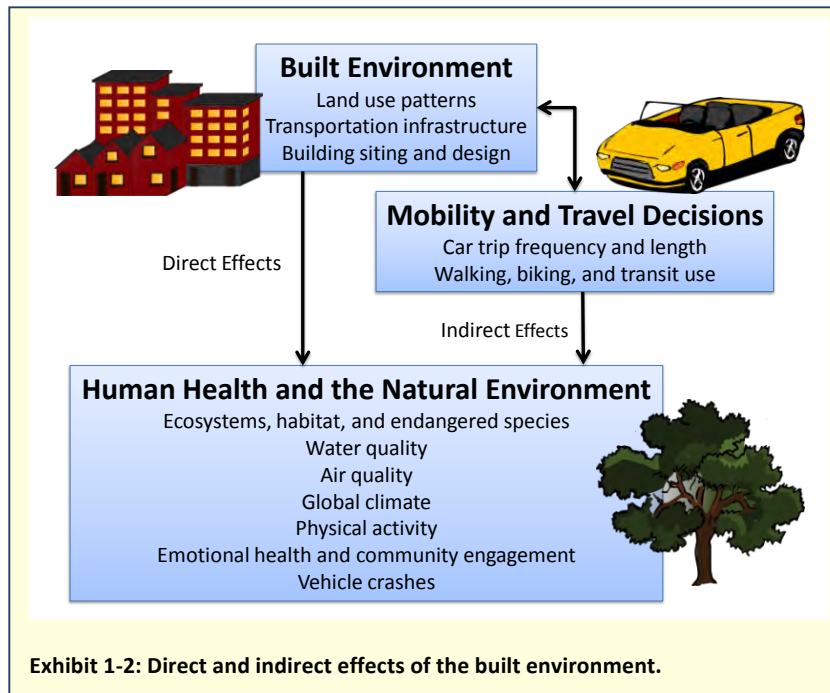 Built Environment
Land use patterns
Transportation infrastructure
Building siting and design
Mobility and Travel Decisions
Car trip frequency and length
Walking, biking, and transit use
Direct Effects
Indirect Effects
Human Health and the Natural Environment
Ecosystems, habitat, and endangered species
Water quality
Air quality
Global climate
Physical activity
Emotional health and community engagement
Vehicle crashes
Exhibit 1-2: Direct and indirect effects of the built environment.